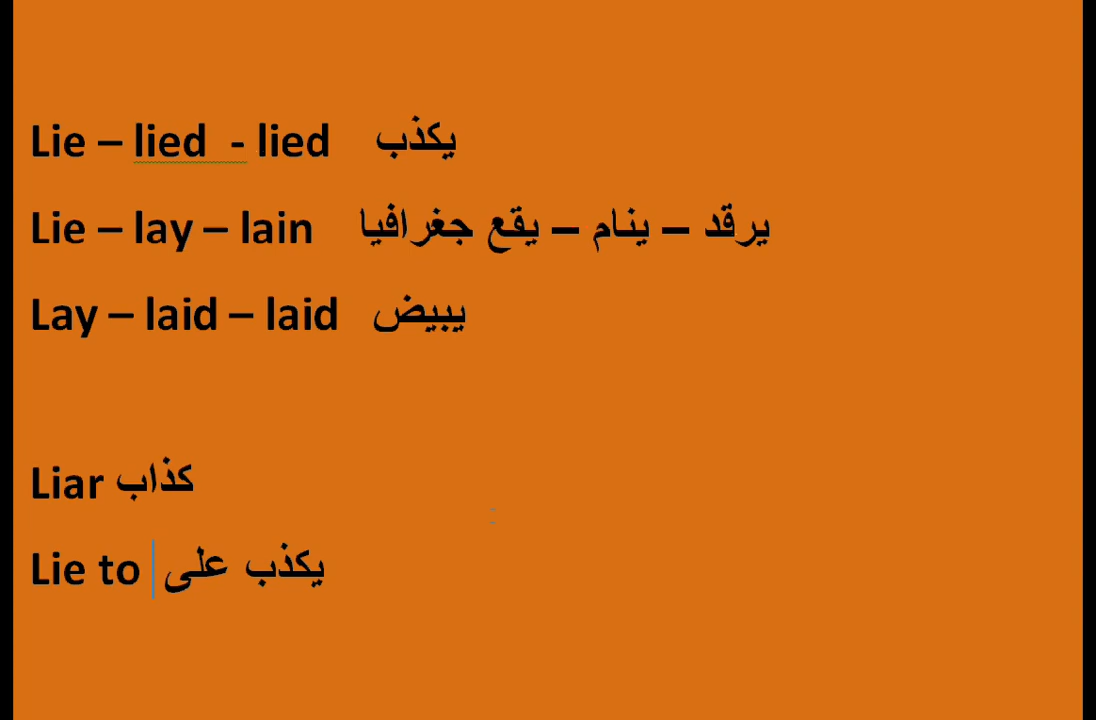 Lie – lied - lied يكذب
Lie – lay – lain يرقد – ينام – يقع جغرافيا
Lay – laid – laid يبيض
Liar كذاب
Lie to يكذب على